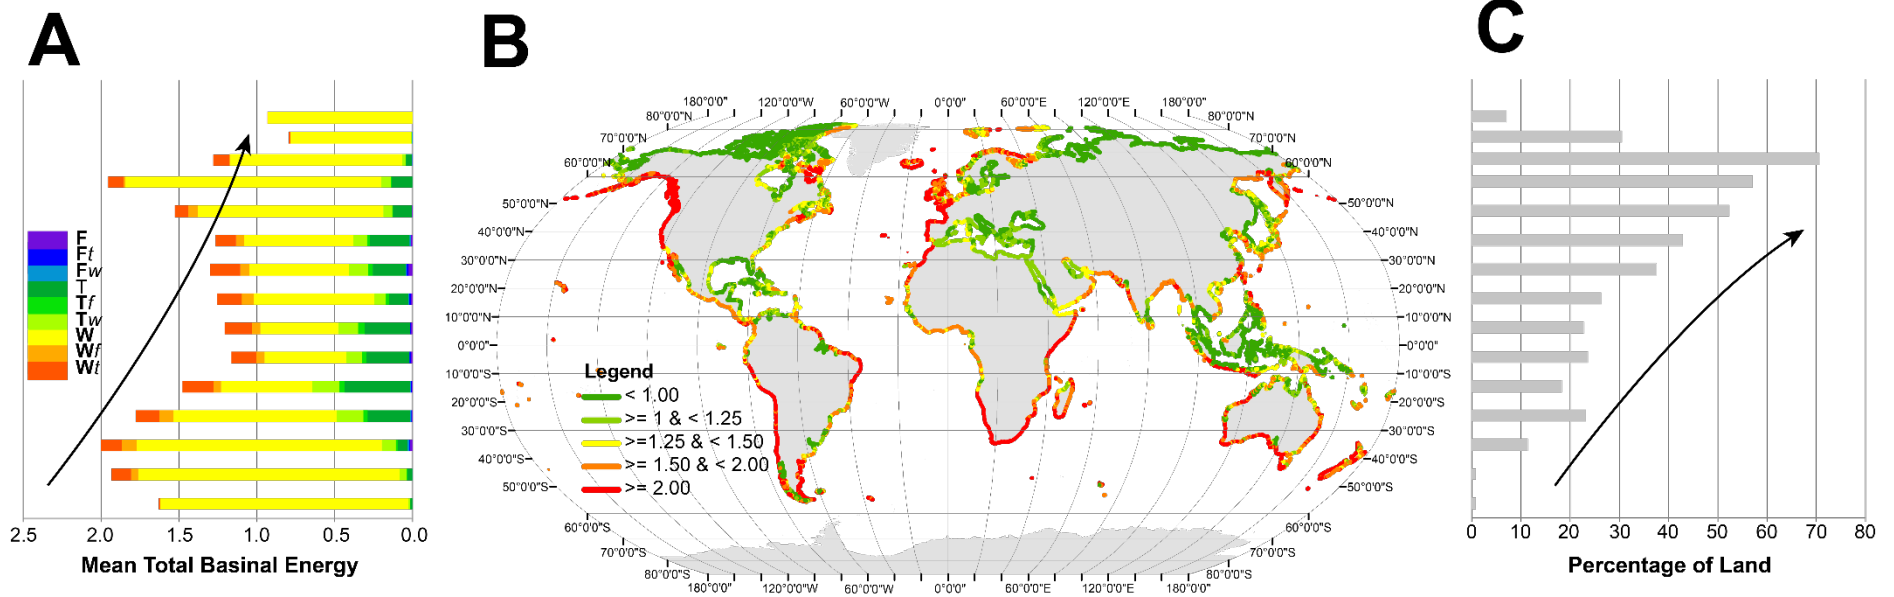 A
B
C
F
Ft
Fw
T
Tf
Tw
W
Wf
Wt
2.5 2.0 1.5 1.0 0.5 0.0
Mean Total Basinal Energy
180°0'0" 120°0'0"W 60°0'0"W 0°0'0" 60°0'0"E 120°0'0"E 180°0'0"
80°0'0"N 80°0'0"N
70°0'0"N 70°0'0"N
60°0'0"N 60°0'0"N
50°0'0"N 50°0'0"N
40°0'0"N 40°0'0"N
30°0'0"N 30°0'0"N
20°0'0"N 20°0'0"N
10°0'0"N 10°0'0"N
0°0'0" 0°0'0"
10°0'0"S 10°0'0"S
20°0'0"S 20°0'0"S
30°0'0"S 30°0'0"S
40°0'0"S 40°0'0"S
50°0'0"S 50°0'0"S
60°0'0"S 60°0'0"S
70°0'0"S 70°0'0"S
80°0'0"S 80°0'0"S
180°0'0" 120°0'0"W 60°0'0"W 0°0'0" 60°0'0"E 120°0'0"E 180°0'0"
Legend
< 1.00
>= 1 & < 1.25
>=1.25 & < 1.50
>= 1.50 & < 2.00
>= 2.00
0 10 20 30 40 50 60 70 80
Percentage of Land